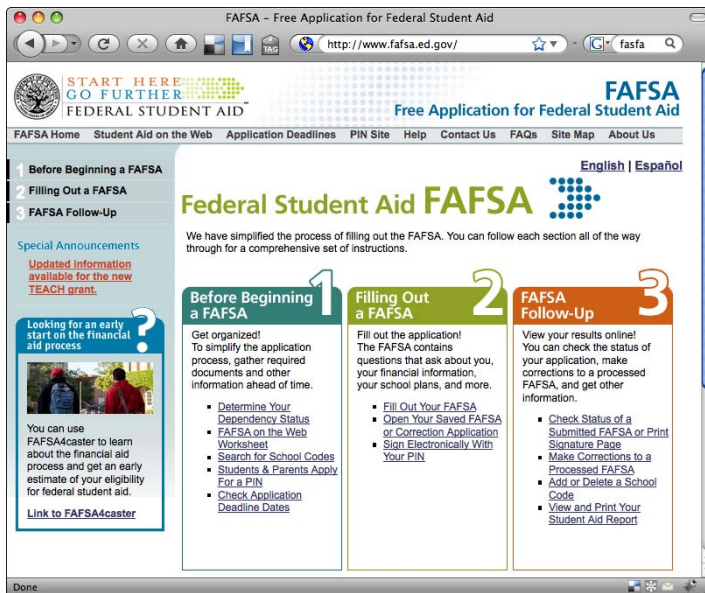 FAFSA – Free Application for Federal Student Aid
TAG
http://www.fafsa.ed.gov/
fasfa
START HERE
GO FURTHER
FEDERAL STUDENT AID
FAFSA
Free Application for Federal Student Aid
FAFSA Home Student Aid on the Web Application Deadlines PIN Site Help Contact Us FAQs Site Map About Us
1 Before Beginning a FAFSA
2 Filling Out a FAFSA
3 FAFSA Follow-Up
Special Announcements
Updated information
available for the new
TEACH grant.
Looking for an early
start on the financial
aid process
?
You can use
FAFSA4caster to learn
about the financial aid
process and get an early
estimate of your eligibility
for federal student aid.
Link to FAFSA4caster
English | Español
Federal Student Aid FAFSA
We have simplified the process of filling out the FAFSA. You can follow each section all of the way
through for a comprehensive set of instructions.
Before Beginning
a FAFSA
1
Get organized!
To simplify the application
process, gather required
documents and other
information ahead of time.
Determine Your
Dependency Status
FAFSA on the Web
Worksheet
Search for School Codes
Students & Parents Apply
For a PIN
Check Application
Deadline Dates
Filling Out
a FAFSA
2
Fill out the application!
The FAFSA contains
questions that ask about you,
your financial information,
your school plans, and more.
Fill Out Your FAFSA
Open Your Saved FAFSA
or Correction Application
Sign Electronically With
Your PIN
FAFSA
Follow-Up
3
View your results online!
You can check the status of
your application, make
corrections to a processed
FAFSA, and get other
information.
Check Status of a
Submitted FAFSA or Print
Signature Page
Make Corrections to a
Processed FAFSA
Add or Delete a School
Code
View and Print Your
Student Aid Report
Done